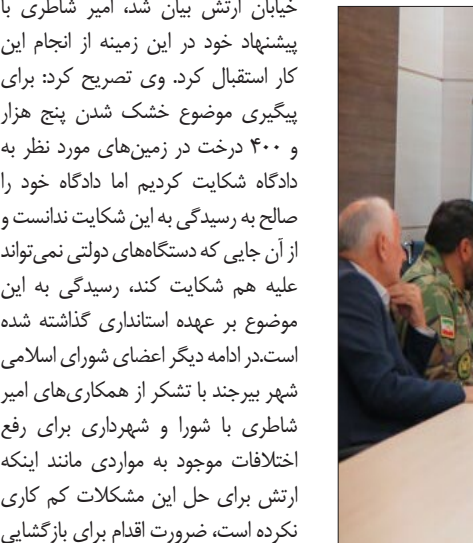 خیابان ارتش بیان شد، امیر شاطری با
پیشنهاد خود در این زمینه از انجام این
کار استقبال کرد. وی تصریح کرد: برای
پیگیری موضوع خشک شدن پنج هزار
و ۴۰۰ درخت در زمین‌های مورد نظر به
دادگاه شکایت کردیم اما دادگاه خود را
صالح به رسیدگی به این شکایت ندانست و
از آن جایی که دستگاه‌های دولتی نمی‌تواند
علیه هم شکایت کند، رسیدگی به این
موضوع بر عهده استانداری گذاشته شده
است.در ادامه دیگر اعضای شورای اسلامی
شهر بیرجند با تشکر از همکاری‌های امیر
شاطری با شورا و شهرداری برای رفع
اختلافات موجود به مواردی مانند اینکه
ارتش برای حل این مشکلات کم کاری
نکرده است، ضرورت اقدام برای بازگشایی